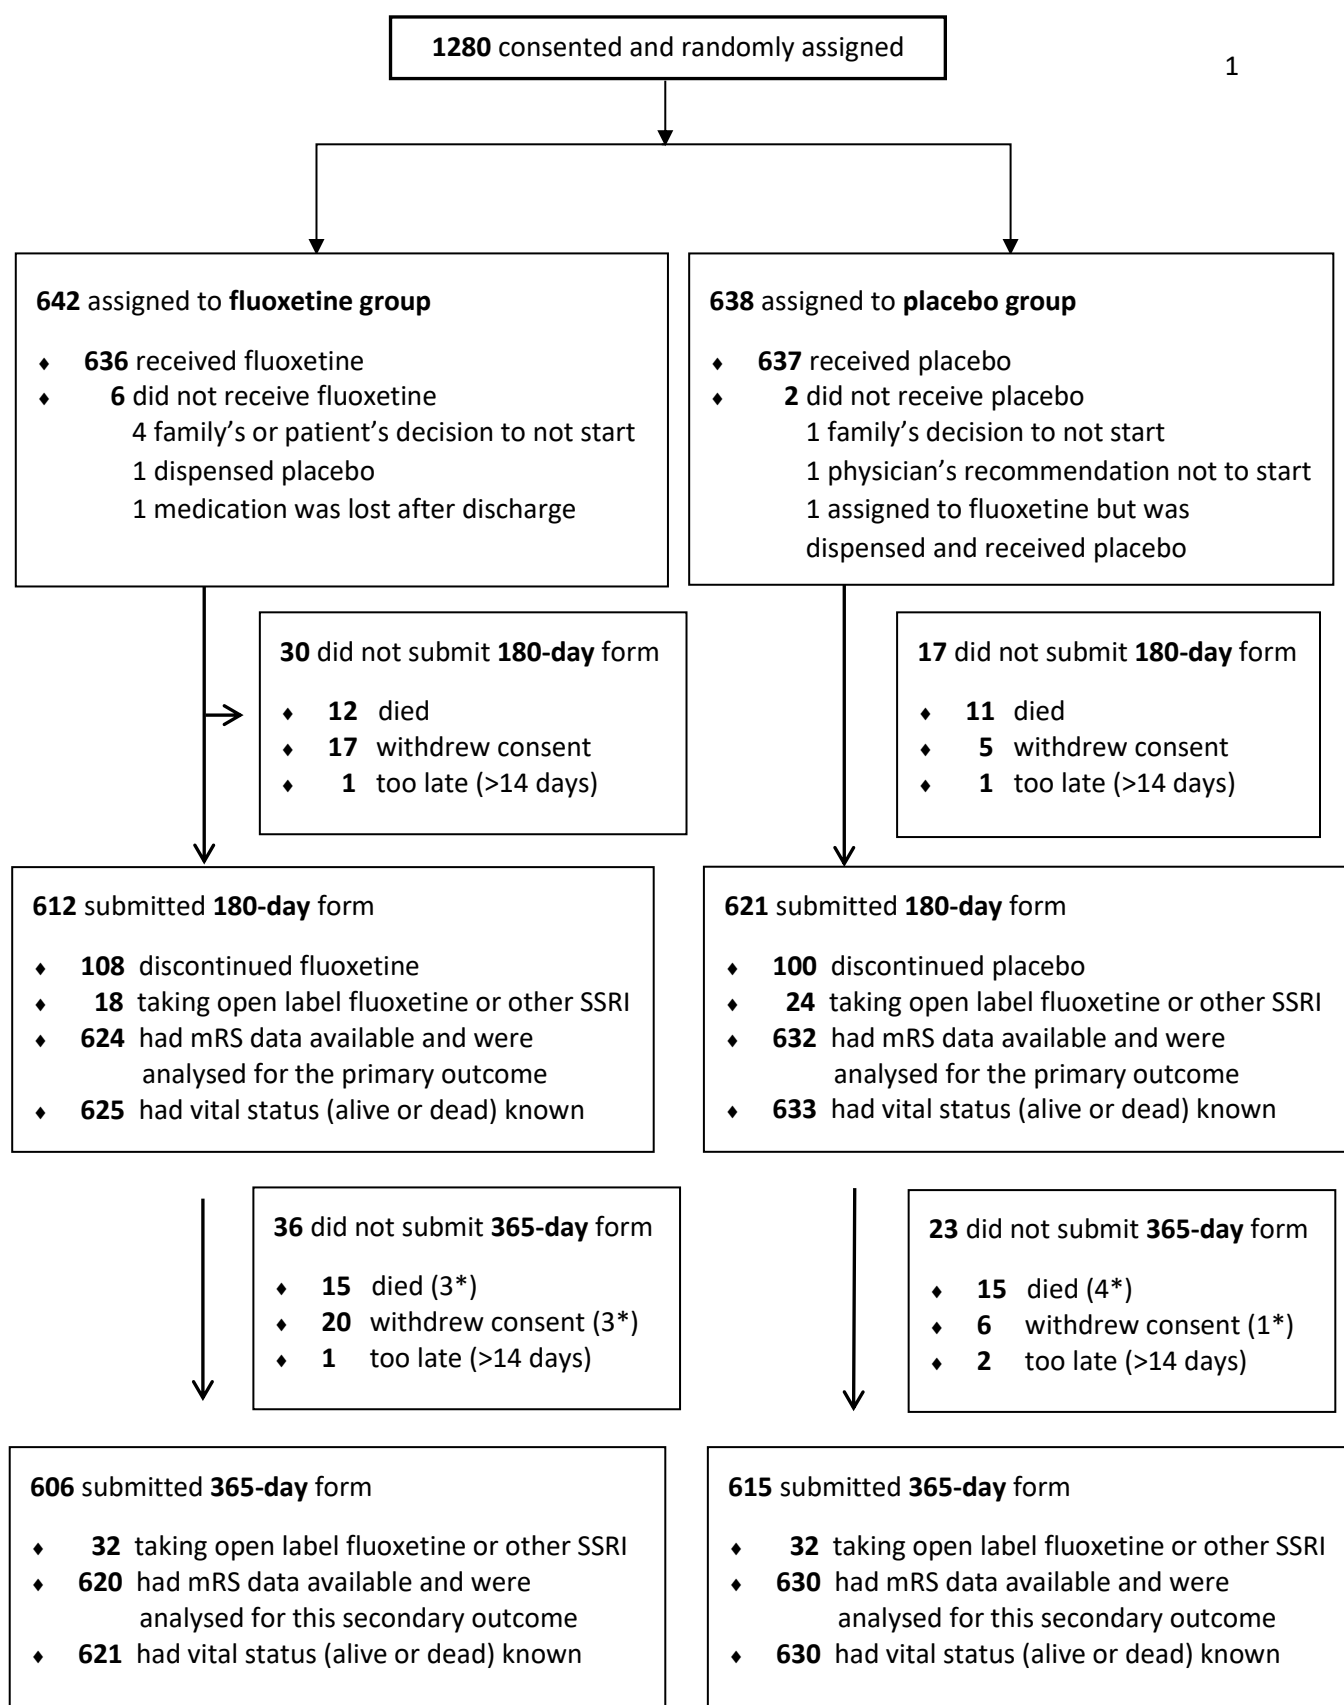 1280 consented and randomly assigned
1
642 assigned to fluoxetine group
♦ 636 received fluoxetine
♦ 6 did not receive fluoxetine
4 family’s or patient’s decision to not start
1 dispensed placebo
1 medication was lost after discharge
638 assigned to placebo group
♦ 637 received placebo
♦ 2 did not receive placebo
1 family’s decision to not start
1 physician’s recommendation not to start
1 assigned to fluoxetine but was
dispensed and received placebo
30 did not submit 180-day form
♦ 12 died
♦ 17 withdrew consent
♦ 1 too late (>14 days)
17 did not submit 180-day form
♦ 11 died
♦ 5 withdrew consent
♦ 1 too late (>14 days)
612 submitted 180-day form
♦ 108 discontinued fluoxetine
♦ 18 taking open label fluoxetine or other SSRI
♦ 624 had mRS data available and were
analysed for the primary outcome
♦ 625 had vital status (alive or dead) known
621 submitted 180-day form
♦ 100 discontinued placebo
♦ 24 taking open label fluoxetine or other SSRI
♦ 632 had mRS data available and were
analysed for the primary outcome
♦ 633 had vital status (alive or dead) known
36 did not submit 365-day form
♦ 15 died (3*)
♦ 20 withdrew consent (3*)
♦ 1 too late (>14 days)
23 did not submit 365-day form
♦ 15 died (4*)
♦ 6 withdrew consent (1*)
♦ 2 too late (>14 days)
606 submitted 365-day form
♦ 32 taking open label fluoxetine or other SSRI
♦ 620 had mRS data available and were
analysed for this secondary outcome
♦ 621 had vital status (alive or dead) known
615 submitted 365-day form
♦ 32 taking open label fluoxetine or other SSRI
♦ 630 had mRS data available and were
analysed for this secondary outcome
♦ 630 had vital status (alive or dead) known